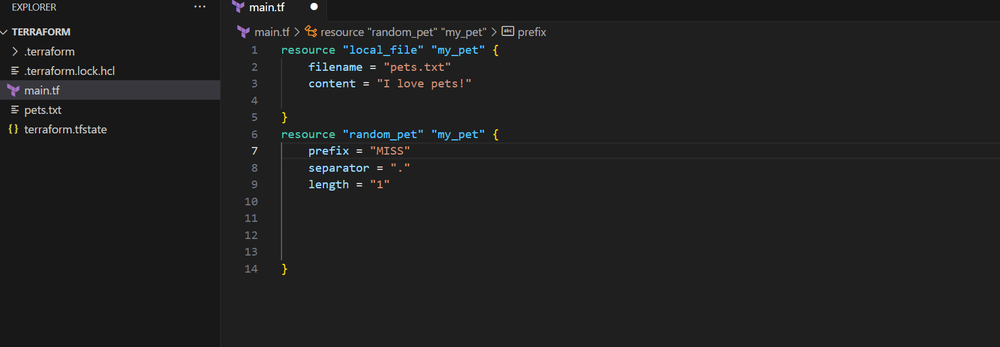 EXPLORER ···
TERRAFORM
.terraform
.terraform.lock.hcl
main.tf
pets.txt
{} terraform.tfstate
main.tf
main.tf > resource "random_pet" "my_pet" > abc prefix
1 resource "local_file" "my_pet" {
2     filename = "pets.txt"
3     content = "I love pets!"
4
5 }
6 resource "random_pet" "my_pet" {
7     prefix = "MISS"
8     separator = "."
9     length = "1"
10
11
12
13
14 }